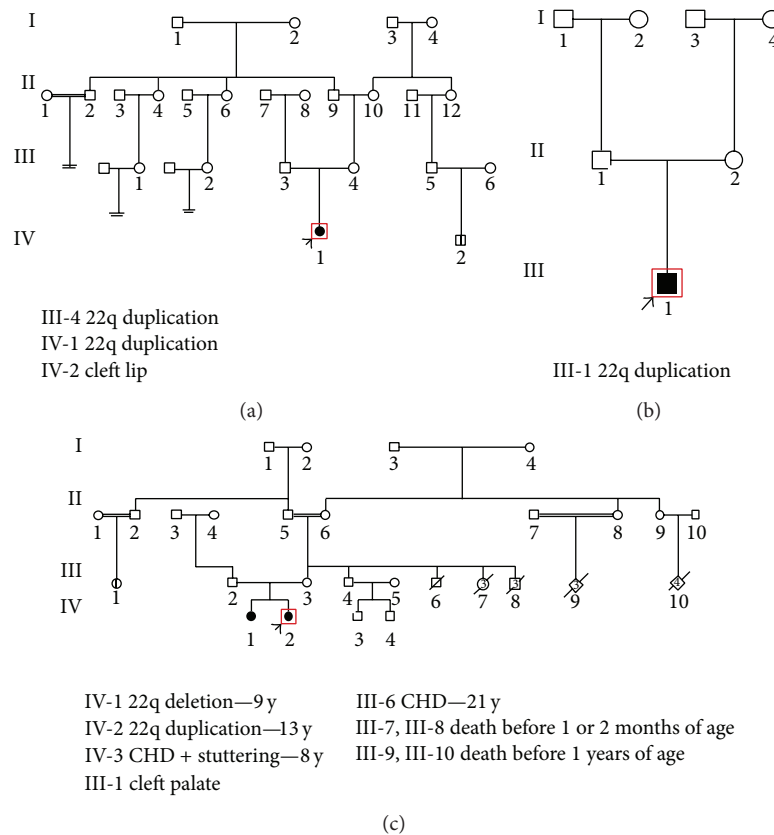 I
1 2 3 4
II
1 2 3 4 5 6 7 8 9 10 11 12
III
1 2 3 4 5 6
IV
1 2
III-4 22q duplication
IV-1 22q duplication
IV-2 cleft lip
(a)
I
1 2 3 4
II
1 2
III
1
III-1 22q duplication
(b)
I
1 2 3 4
II
1 2 3 4 5 6 7 8 9 10
III
3 3 3 4
1 2 3 4 5 6 7 8 9 10
IV
1 2 3 4
IV-1 22q deletion—9 y
IV-2 22q duplication—13 y
IV-3 CHD + stuttering—8 y
III-1 cleft palate
III-6 CHD—21 y
III-7, III-8 death before 1 or 2 months of age
III-9, III-10 death before 1 years of age
(c)